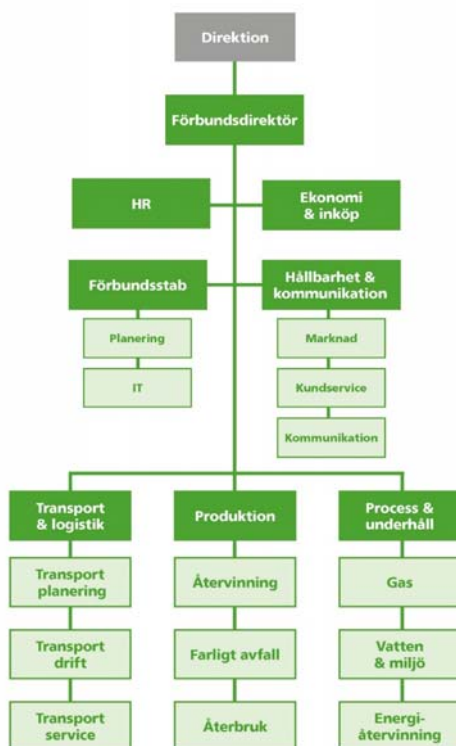 Direktion
Förbundsdirektör
HR
Ekonomi
& inköp
Förbundsstab
Hållbarhet &
kommunikation
Planering
IT
Marknad
Kundservice
Kommunikation
Transport
& logistik
Produktion
Process &
underhåll
Transport
planering
Återvinning
Gas
Transport
drift
Farligt avfall
Vatten
& miljö
Transport
service
Återbruk
Energi-
återvinning